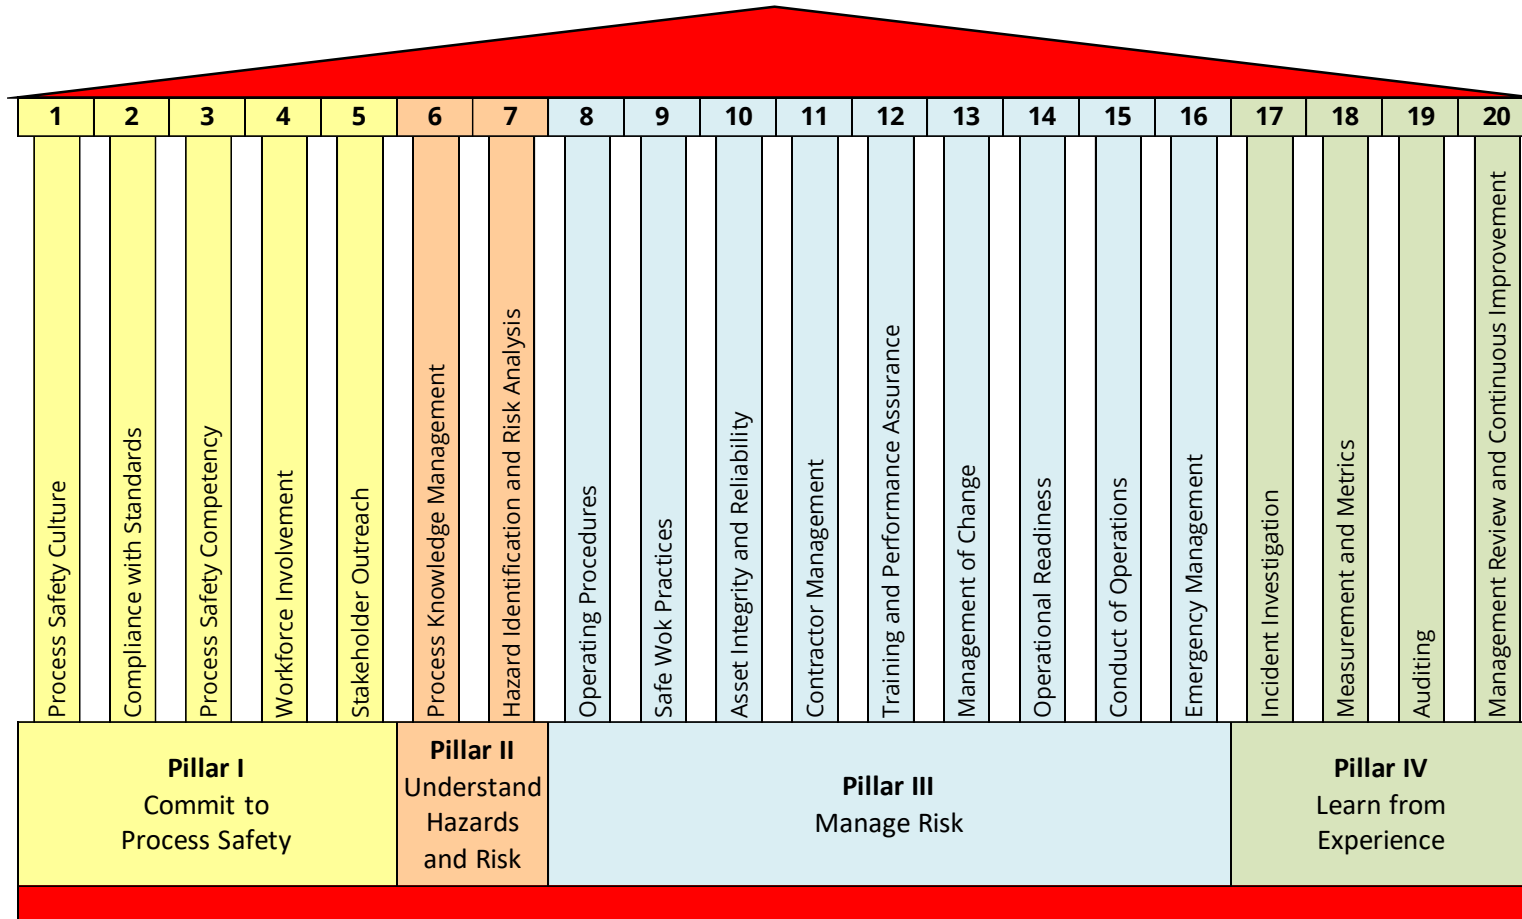 1
2
3
4
5
6
7
8
9
10
11
12
13
14
15
16
17
18
19
20
Process Safety Culture
Compliance with Standards
Process Safety Competency
Workforce Involvement
Stakeholder Outreach
Process Knowledge Management
Hazard Identification and Risk Analysis
Operating Procedures
Safe Wok Practices
Asset Integrity and Reliability
Contractor Management
Training and Performance Assurance
Management of Change
Operational Readiness
Conduct of Operations
Emergency Management
Incident Investigation
Measurement and Metrics
Auditing
Management Review and Continuous Improvement
Pillar I
Commit to
Process Safety
Pillar II
Understand
Hazards
and Risk
Pillar III
Manage Risk
Pillar IV
Learn from
Experience